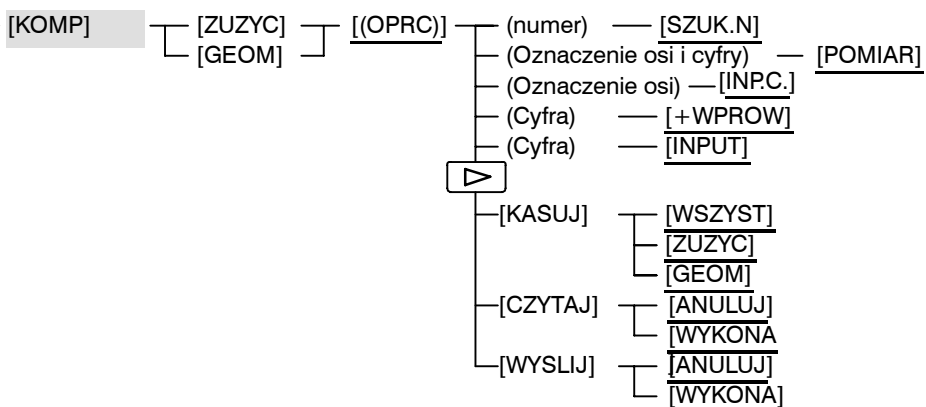 [KOMP] [ZUZYC] [(OPRC)] (numer) [SZUK.N]
[GEOM] (Oznaczenie osi i cyfry) [POMIAR]
(Oznaczenie osi) [INP.C.]
(Cyfra) [+WPROW]
(Cyfra) [INPUT]
[KASUJ] [WSZYST]
[ZUZYC]
[GEOM]
[CZYTAJ] [ANULUJ]
[WYKONA
[WYSLIJ] [ANULUJ]
[WYKONA]